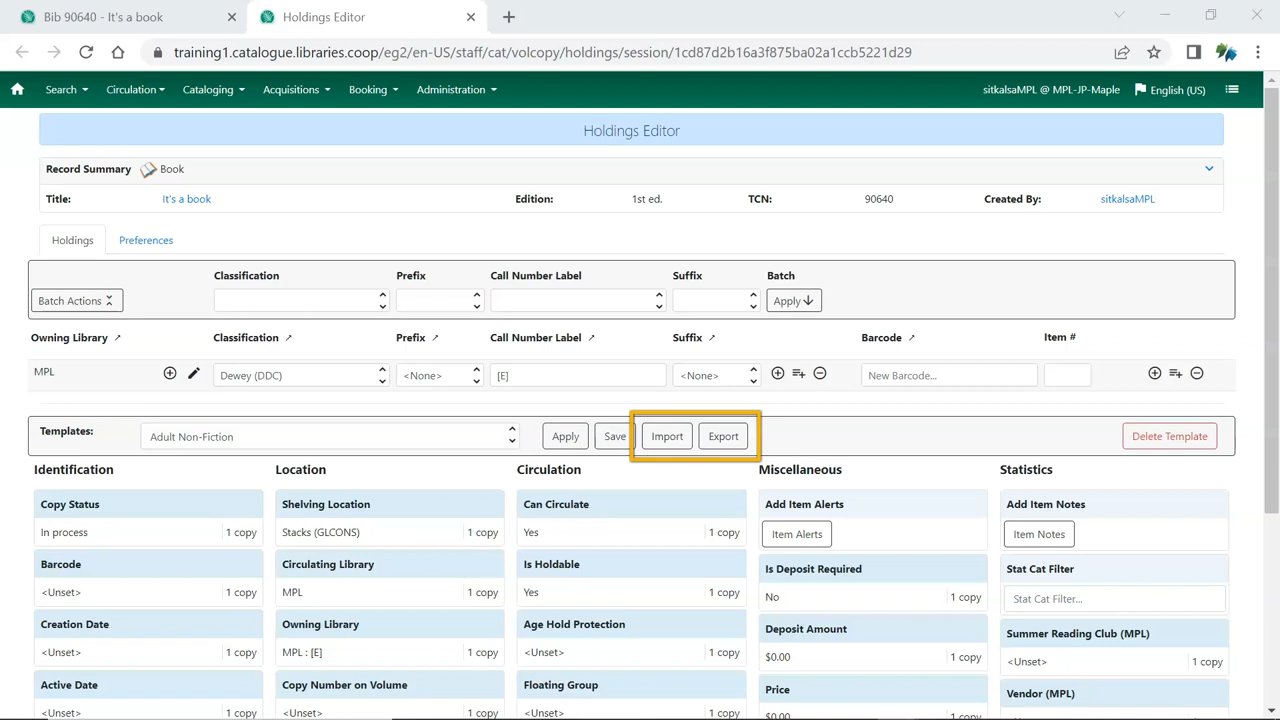 Bib 90640 - It's a book
Holdings Editor
training1.catalogue.libraries.coop/eg2/en-US/staff/cat/volcopy/holdings/session/1cd87d2b16a3f875ba02a1ccb5221d29
Search Circulation Cataloging Acquisitions Booking Administration sitkalsaMPL @ MPL-JP-Maple English (US)
Holdings Editor
Record Summary Book
Title: It's a book Edition: 1st ed. TCN: 90640 Created By: sitkalsaMPL
Holdings Preferences
Classification Prefix Call Number Label Suffix Batch
Batch Actions Apply
Owning Library Classification Prefix Call Number Label Suffix Barcode Item #
MPL Dewey (DDC) <None> [E] <None> New Barcode...
Templates: Adult Non-Fiction Apply Save Import Export Delete Template
Identification Location Circulation Miscellaneous Statistics
Copy Status Shelving Location Can Circulate Add Item Alerts Add Item Notes
In process 1 copy Stacks (GLCONS) 1 copy Yes 1 copy Item Alerts Item Notes
Barcode Circulating Library Is Holdable Is Deposit Required Stat Cat Filter
<Unset> 1 copy MPL 1 copy Yes 1 copy No 1 copy Stat Cat Filter...
Creation Date Owning Library Age Hold Protection Deposit Amount Summer Reading Club (MPL)
<Unset> 1 copy MPL : [E] 1 copy <Unset> 1 copy $0.00 1 copy <Unset> 1 copy
Active Date Copy Number on Volume Floating Group Price Vendor (MPL)
<Unset> 1 copy <Unset> 1 copy <Unset> 1 copy $0.00 1 copy <Unset> 1 copy